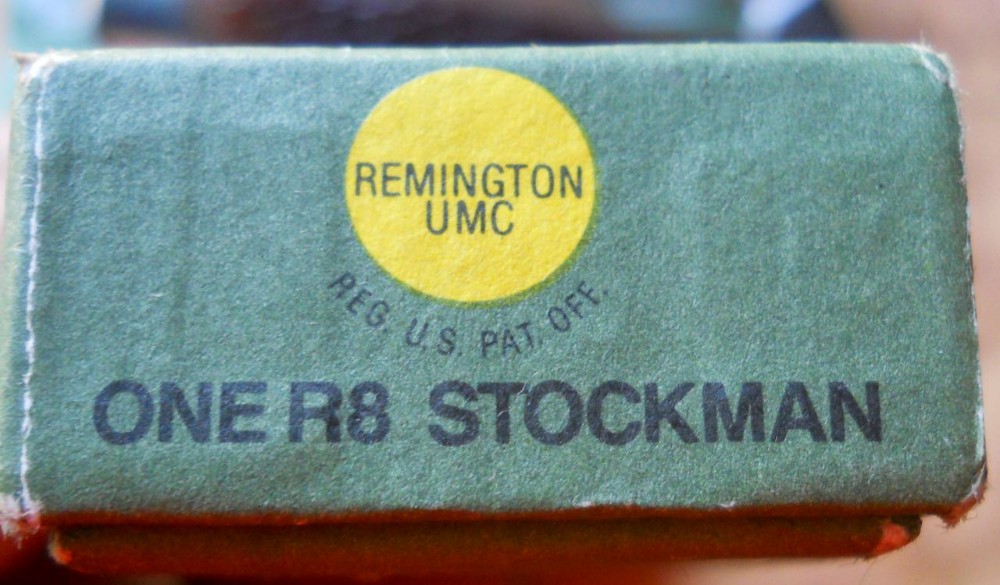 REMINGTON
UMC
REG. U.S. PAT. OFF.
ONE R8 STOCKMAN